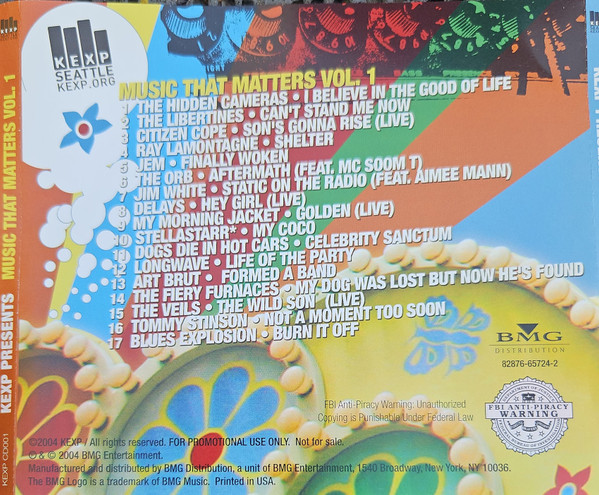 KEXP
SEATTLE
KEXP.ORG
BASS PRESENCE
MUSIC THAT MATTERS VOL. 1
1 THE HIDDEN CAMERAS • I BELIEVE IN THE GOOD OF LIFE
2 THE LIBERTINES • CAN'T STAND ME NOW
3 CITIZEN COPE • SON'S GONNA RISE (LIVE)
4 RAY LAMONTAGNE • SHELTER
5 JEM • FINALLY WOKEN
6 THE ORB • AFTERMATH (FEAT. MC SOOM T)
7 JIM WHITE • STATIC ON THE RADIO (FEAT. AIMEE MANN)
8 DELAYS • HEY GIRL (LIVE)
9 MY MORNING JACKET • GOLDEN (LIVE)
10 STELLASTARR* • MY COCO
11 DOGS DIE IN HOT CARS • CELEBRITY SANCTUM
12 LONGWAVE • LIFE OF THE PARTY
13 ART BRUT • FORMED A BAND
14 THE FIERY FURNACES • MY DOG WAS LOST BUT NOW HE'S FOUND
15 THE VEILS • THE WILD SON (LIVE)
16 TOMMY STINSON • NOT A MOMENT TOO SOON
17 BLUES EXPLOSION • BURN IT OFF
BMG
DISTRIBUTION
82876-65724-2
FBI Anti-Piracy Warning: Unauthorized
Copying is Punishable Under Federal Law
FBI ANTI-PIRACY
WARNING
©2004 KEXP / All rights reserved. FOR PROMOTIONAL USE ONLY. Not for sale.
℗ & © 2004 BMG Entertainment.
Manufactured and distributed by BMG Distribution, a unit of BMG Entertainment, 1540 Broadway, New York, NY 10036.
The BMG Logo is a trademark of BMG Music. Printed in USA.
KEXP CD001 KEXP PRESENTS MUSIC THAT MATTERS VOL. 1